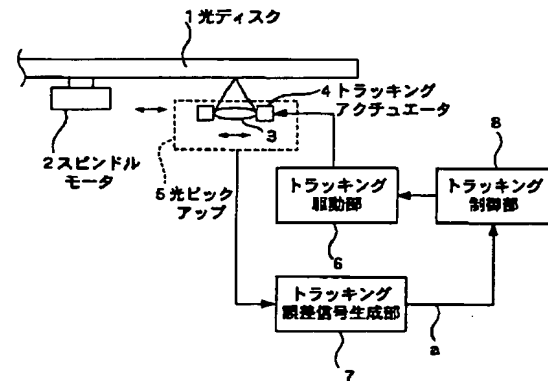 1光ディスク
4トラッキング
アクチュエータ
3
2スピンドル
モータ
5光ピック
アップ
8
トラッキング
駆動部
トラッキング
制御部
6
トラッキング
誤差信号生成部
a
7